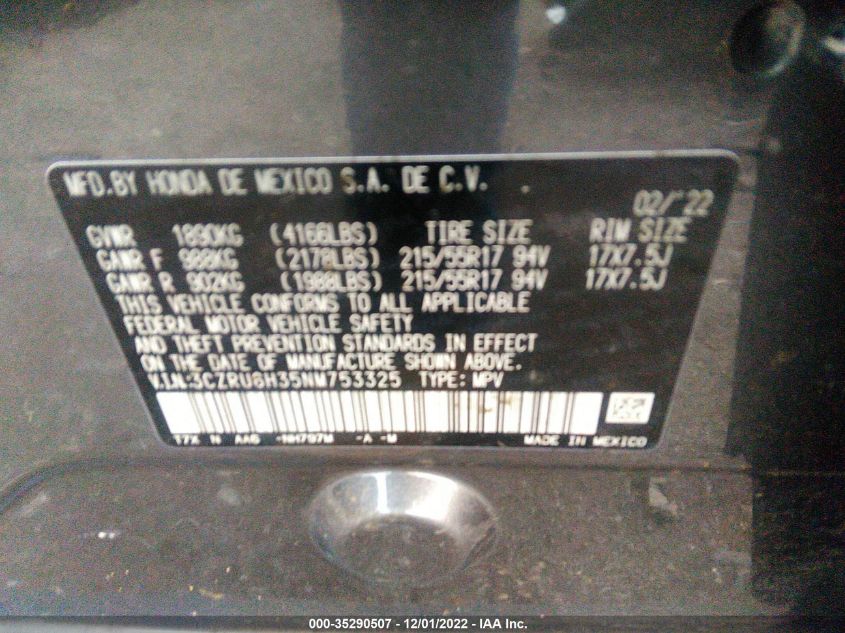 MFD.BY HONDA DE MEXICO S.A. DE C.V.
02/'22
GVWR 1890KG (4166LBS) TIRE SIZE RIM SIZE
GAWR F 988KG (2178LBS) 215/55R17 94V 17X7.5J
GAWR R 902KG (1988LBS) 215/55R17 94V 17X7.5J
THIS VEHICLE CONFORMS TO ALL APPLICABLE
FEDERAL MOTOR VEHICLE SAFETY
AND THEFT PREVENTION STANDARDS IN EFFECT
ON THE DATE OF MANUFACTURE SHOWN ABOVE.
V.I.N:3CZRU6H35NM753325 TYPE: MPV
T7X N AA6 -NH797M -A -M MADE IN MEXICO
000-35290507 - 12/01/2022 - IAA Inc.